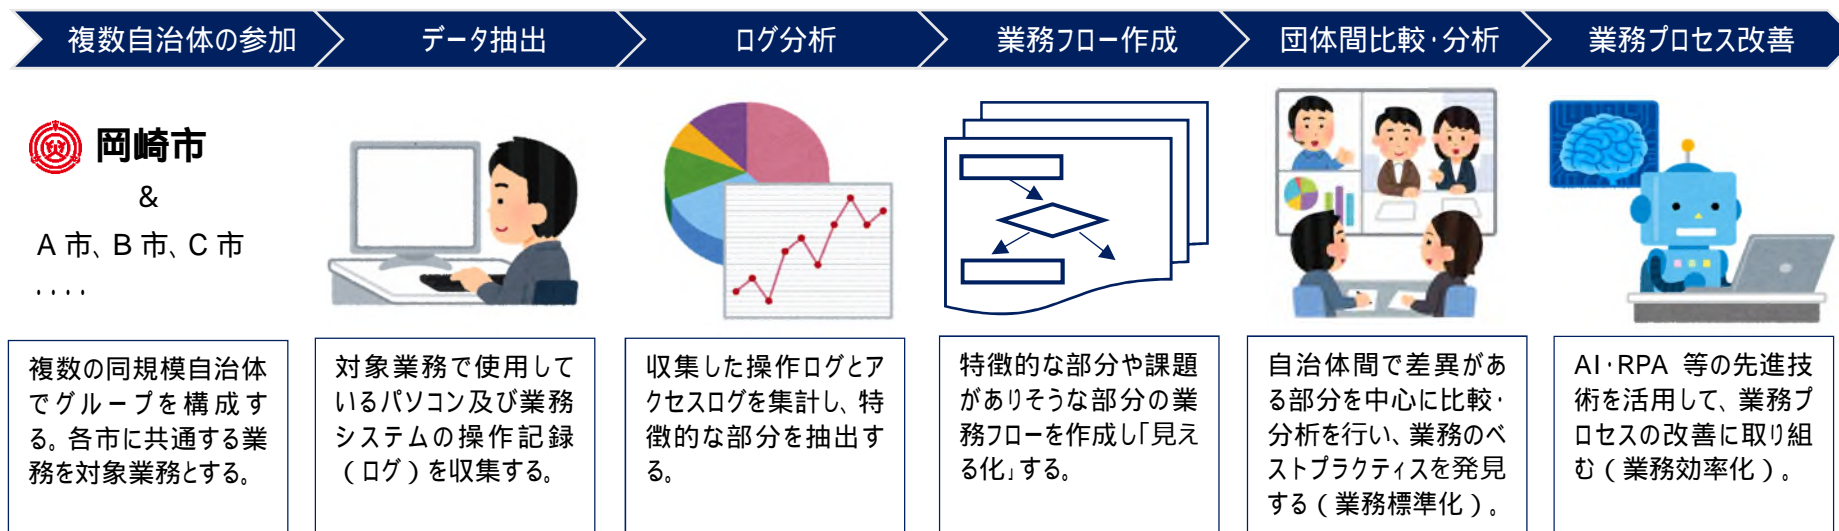 複数自治体の参加
データ抽出
ログ分析
業務フロー作成
団体間比較・分析
業務プロセス改善
岡崎市
&
A 市、B 市、C 市
....
複数の同規模自治体
でグループを構成す
る。各市に共通する業
務を対象業務とする。
対象業務で使用して
いるパソコン及び業務
システムの操作記録
(ログ)を収集する。
収集した操作ログとア
クセスログを集計し、特
徴的な部分を抽出す
る。
特徴的な部分や課題
がありそうな部分の業
務フローを作成し「見え
る化」する。
自治体間で差異があ
る部分を中心に比較・
分析を行い、業務のベ
ストプラクティスを発見
する(業務標準化)。
AI・RPA 等の先進技
術を活用して、業務プ
ロセスの改善に取り組
む(業務効率化)。